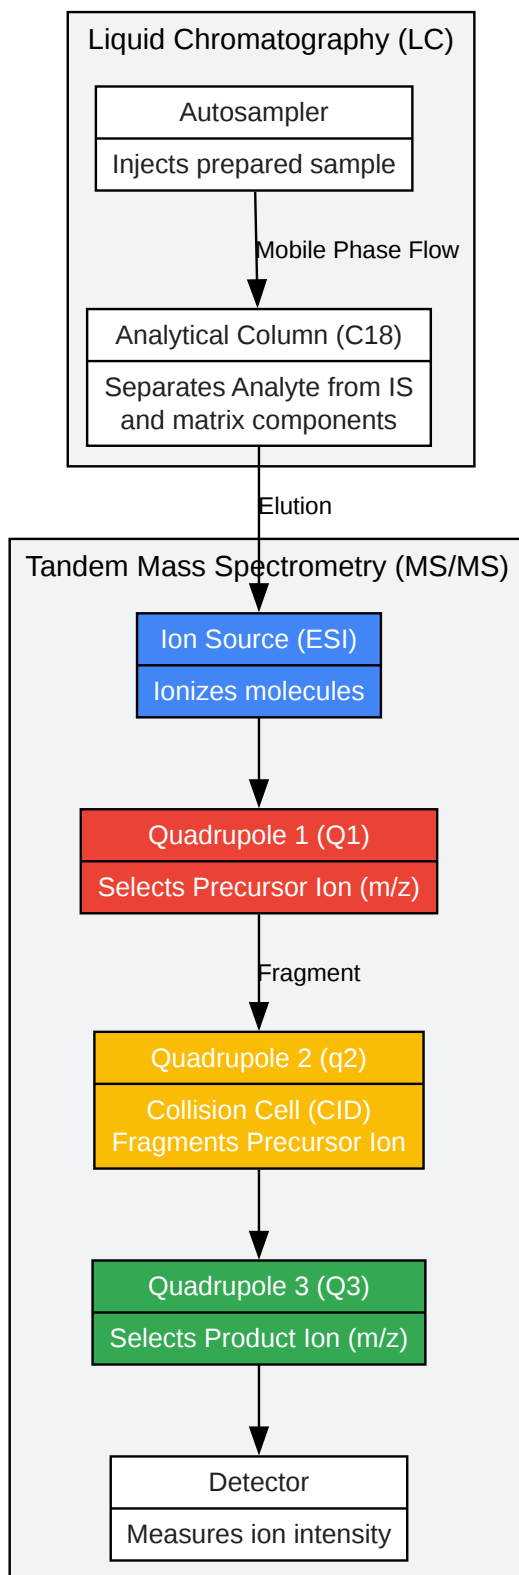 Liquid Chromatography (LC)
Autosampler
Injects prepared sample
Mobile Phase Flow
Analytical Column (C18)
Separates Analyte from IS
and matrix components
Elution
Tandem Mass Spectrometry (MS/MS)
Ion Source (ESI)
Ionizes molecules
Quadrupole 1 (Q1)
Selects Precursor Ion (m/z)
Fragment
Quadrupole 2 (q2)
Collision Cell (CID)
Fragments Precursor Ion
Quadrupole 3 (Q3)
Selects Product Ion (m/z)
Detector
Measures ion intensity